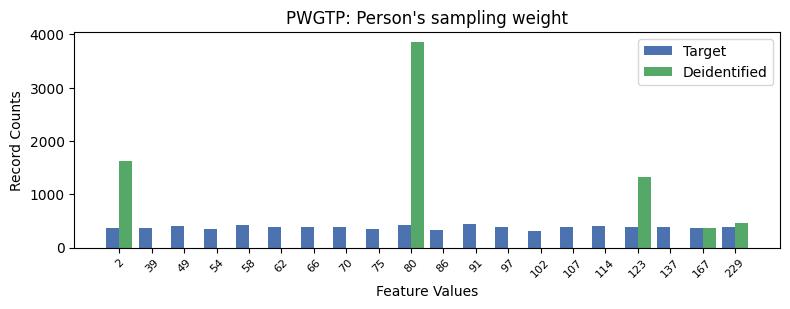 PWGTP: Person's sampling weight
Record Counts
4000
3000
2000
1000
0
Target
Deidentified
2 39 49 54 58 62 66 70 75 80 86 91 97 102 107 114 123 137 167 229
Feature Values